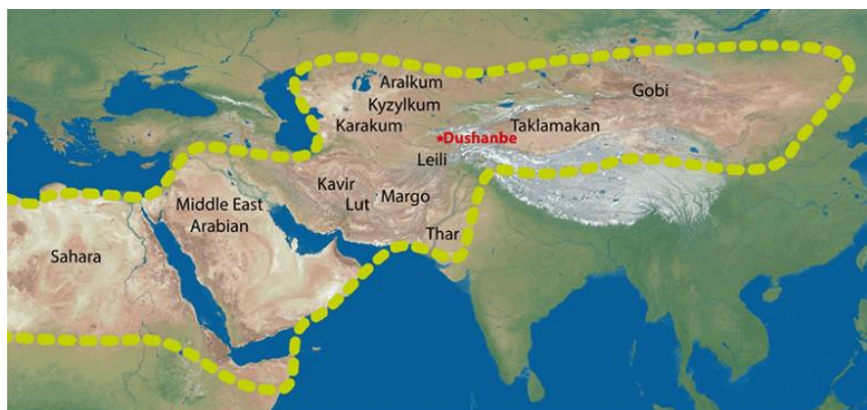 Aralkum
Gobi
Kyzylkum
Karakum
Taklamakan
★Dushanbe
Leili
Kavir
Margo
Lut
Middle East
Arabian
Thar
Sahara